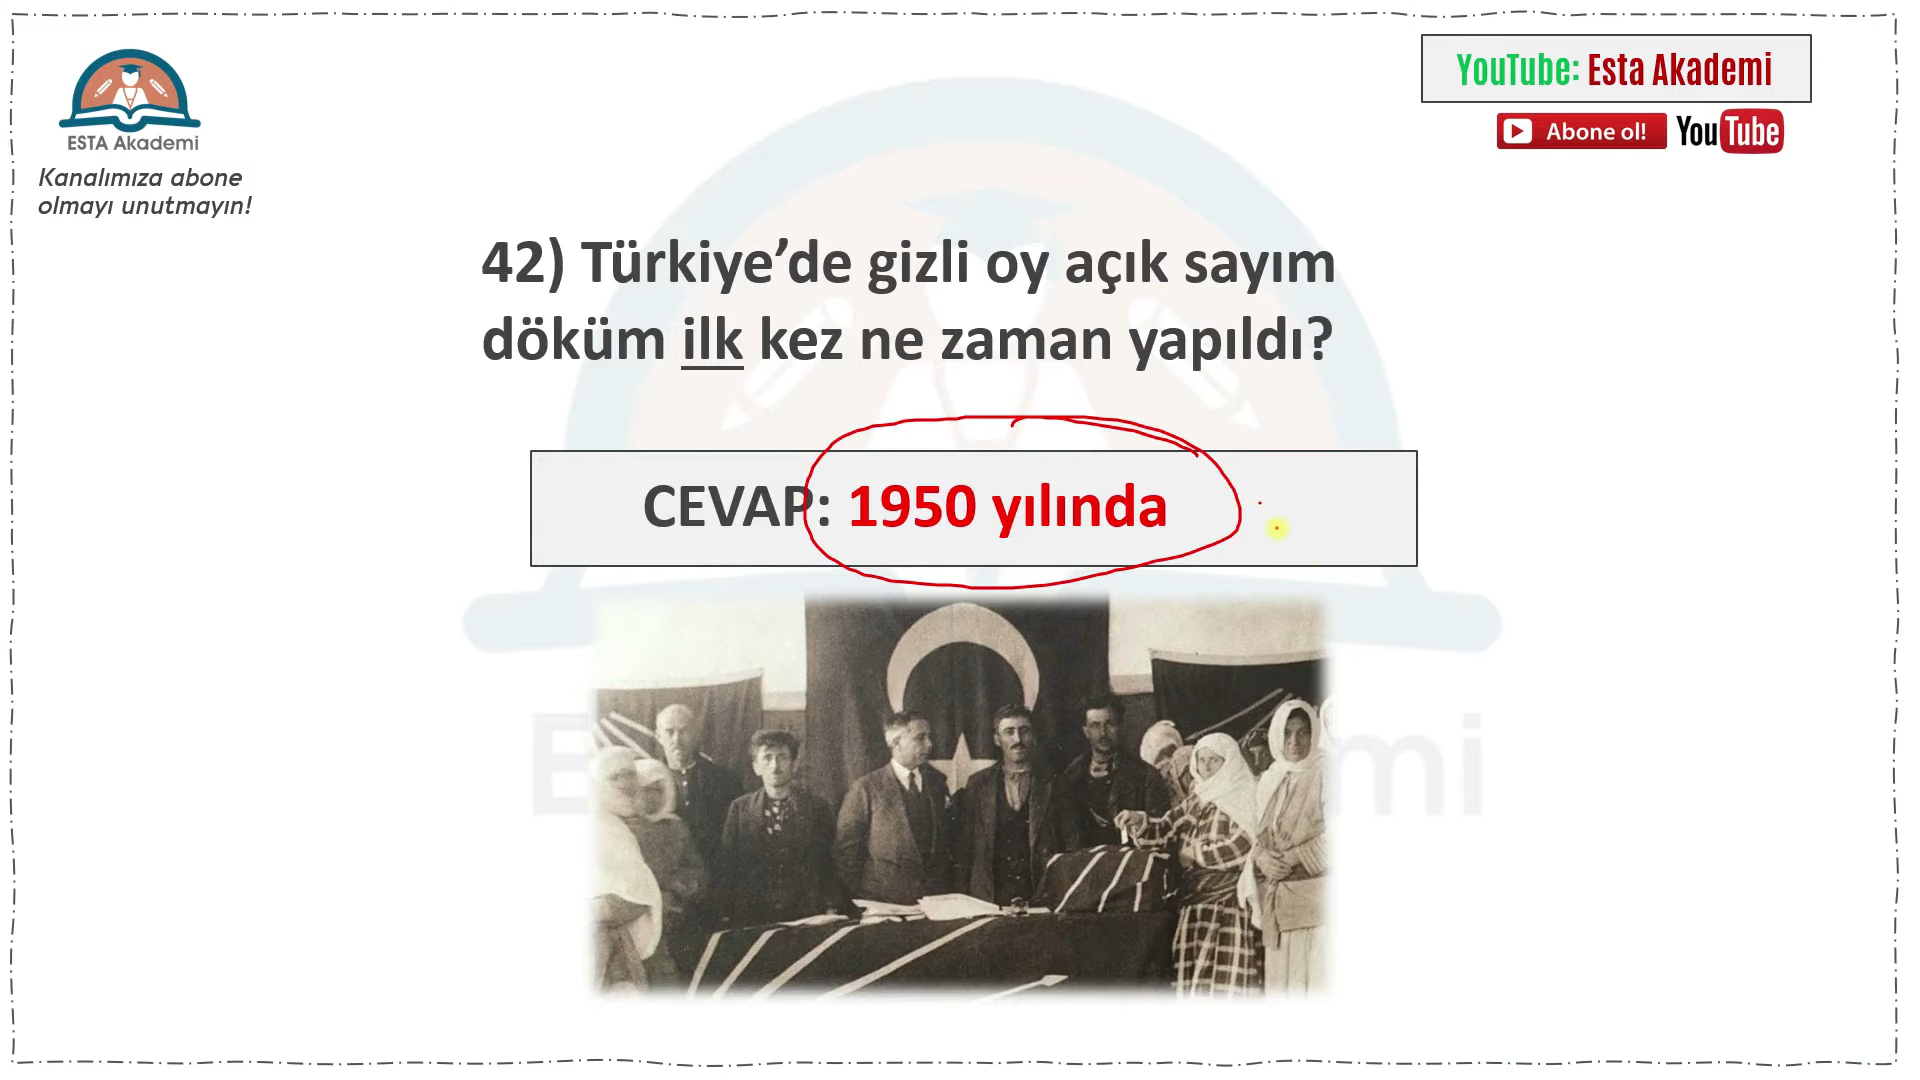 ESTA Akademi
Kanalımıza abone
olmayı unutmayın!
YouTube: Esta Akademi
Abone ol! YouTube
42) Türkiye’de gizli oy açık sayım
döküm ilk kez ne zaman yapıldı?
CEVAP: 1950 yılında